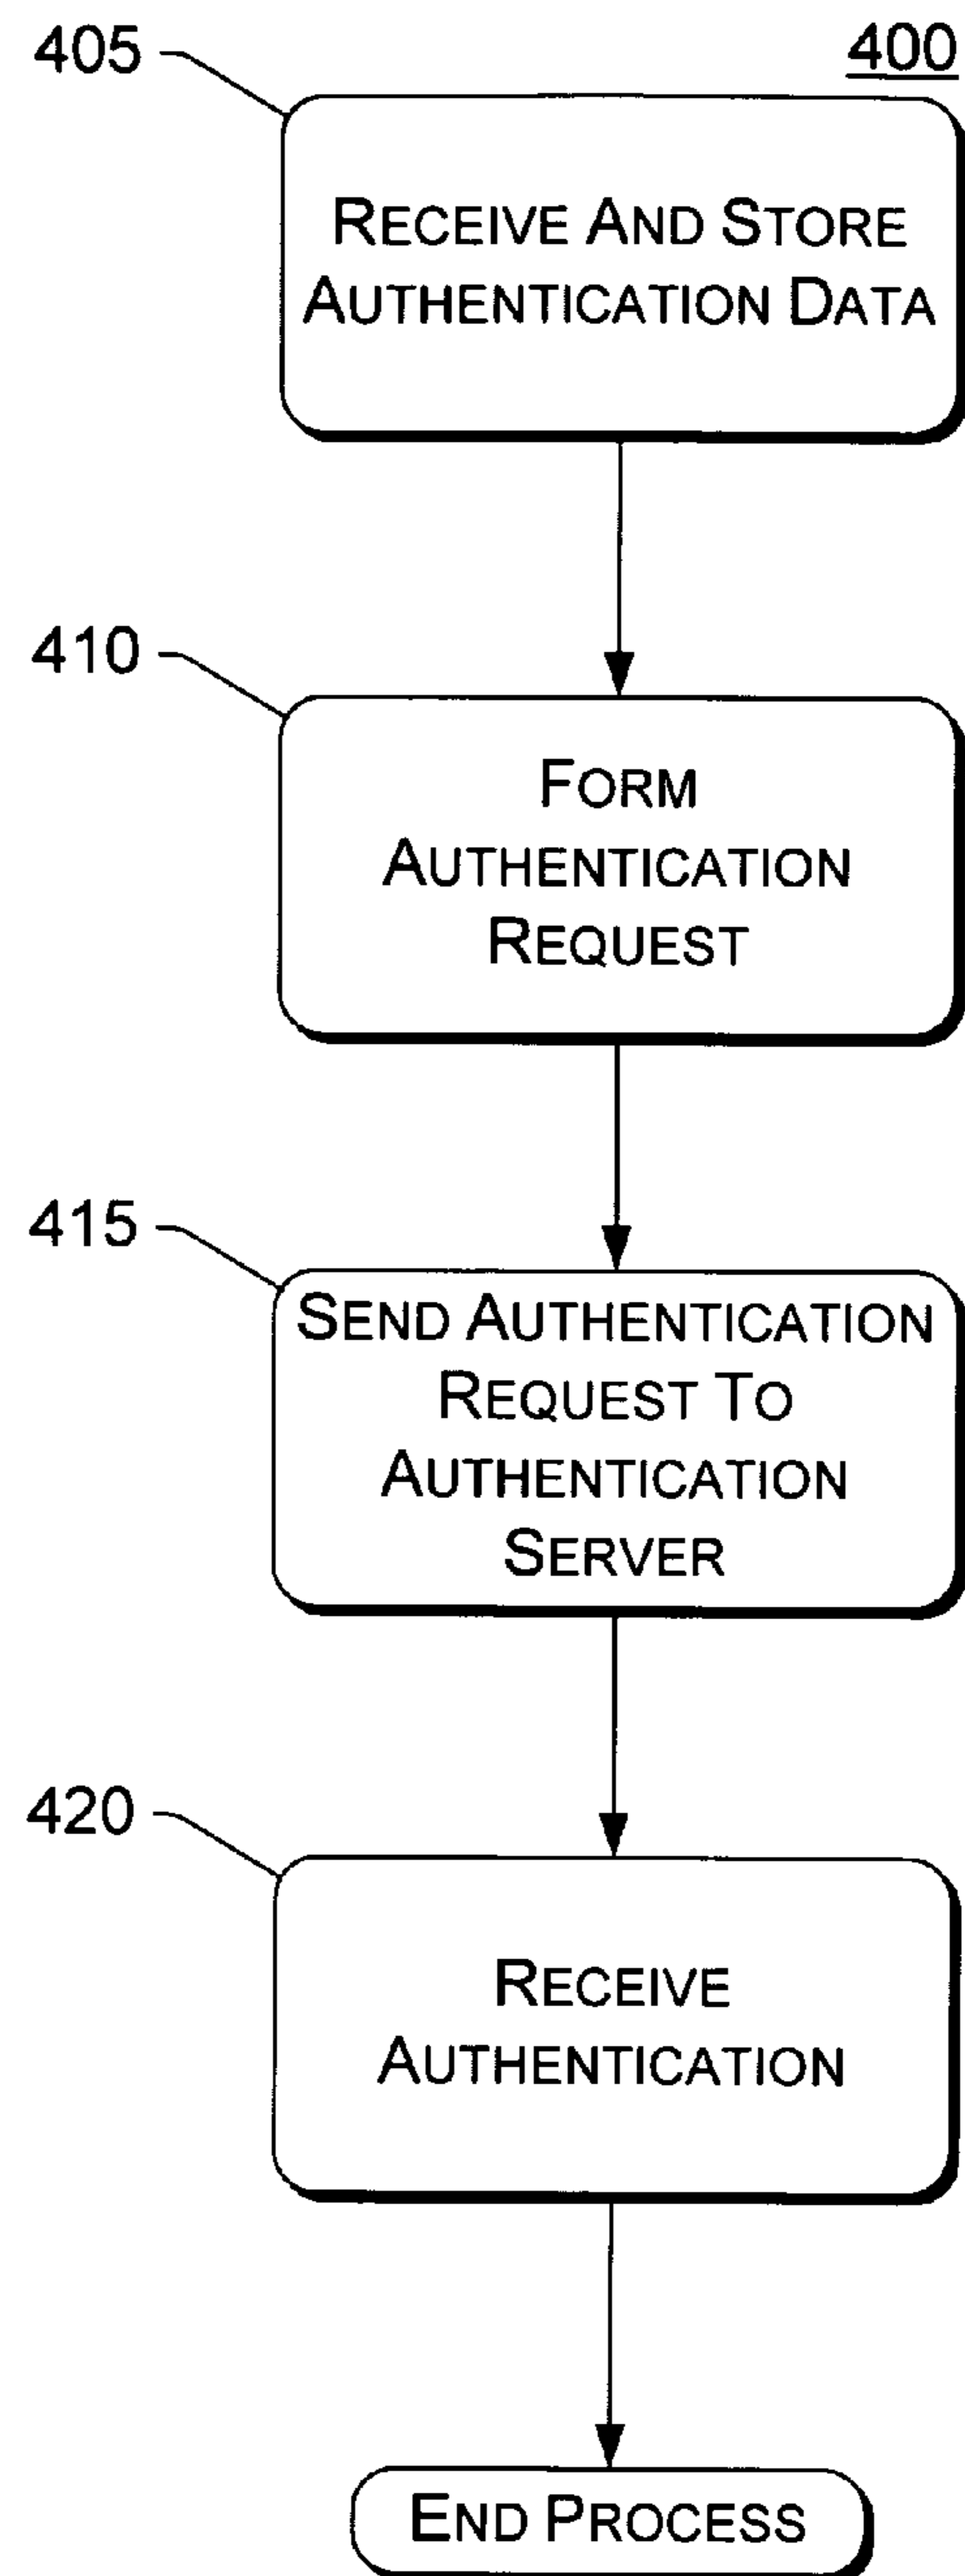 405
400
RECEIVE AND STORE
AUTHENTICATION DATA
410
FORM
AUTHENTICATION
REQUEST
415
SEND AUTHENTICATION
REQUEST TO
AUTHENTICATION
SERVER
420
RECEIVE
AUTHENTICATION
END PROCESS